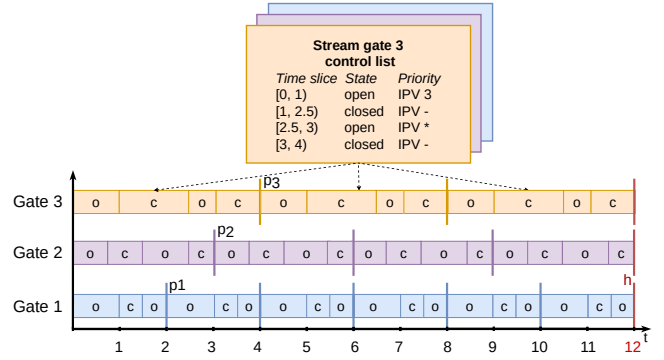 Stream gate 3
control list
Time slice State Priority
[0, 1) open IPV 3
[1, 2.5) closed IPV -
[2.5, 3) open IPV *
[3, 4) closed IPV -
p3
Gate 3 o c o c o c o c o c o c
p2
Gate 2 o c o c o c o c o c o c o c o c
h
p1
Gate 1 o c o o c o o c o o c o o c o o c o
t
1 2 3 4 5 6 7 8 9 10 11 12